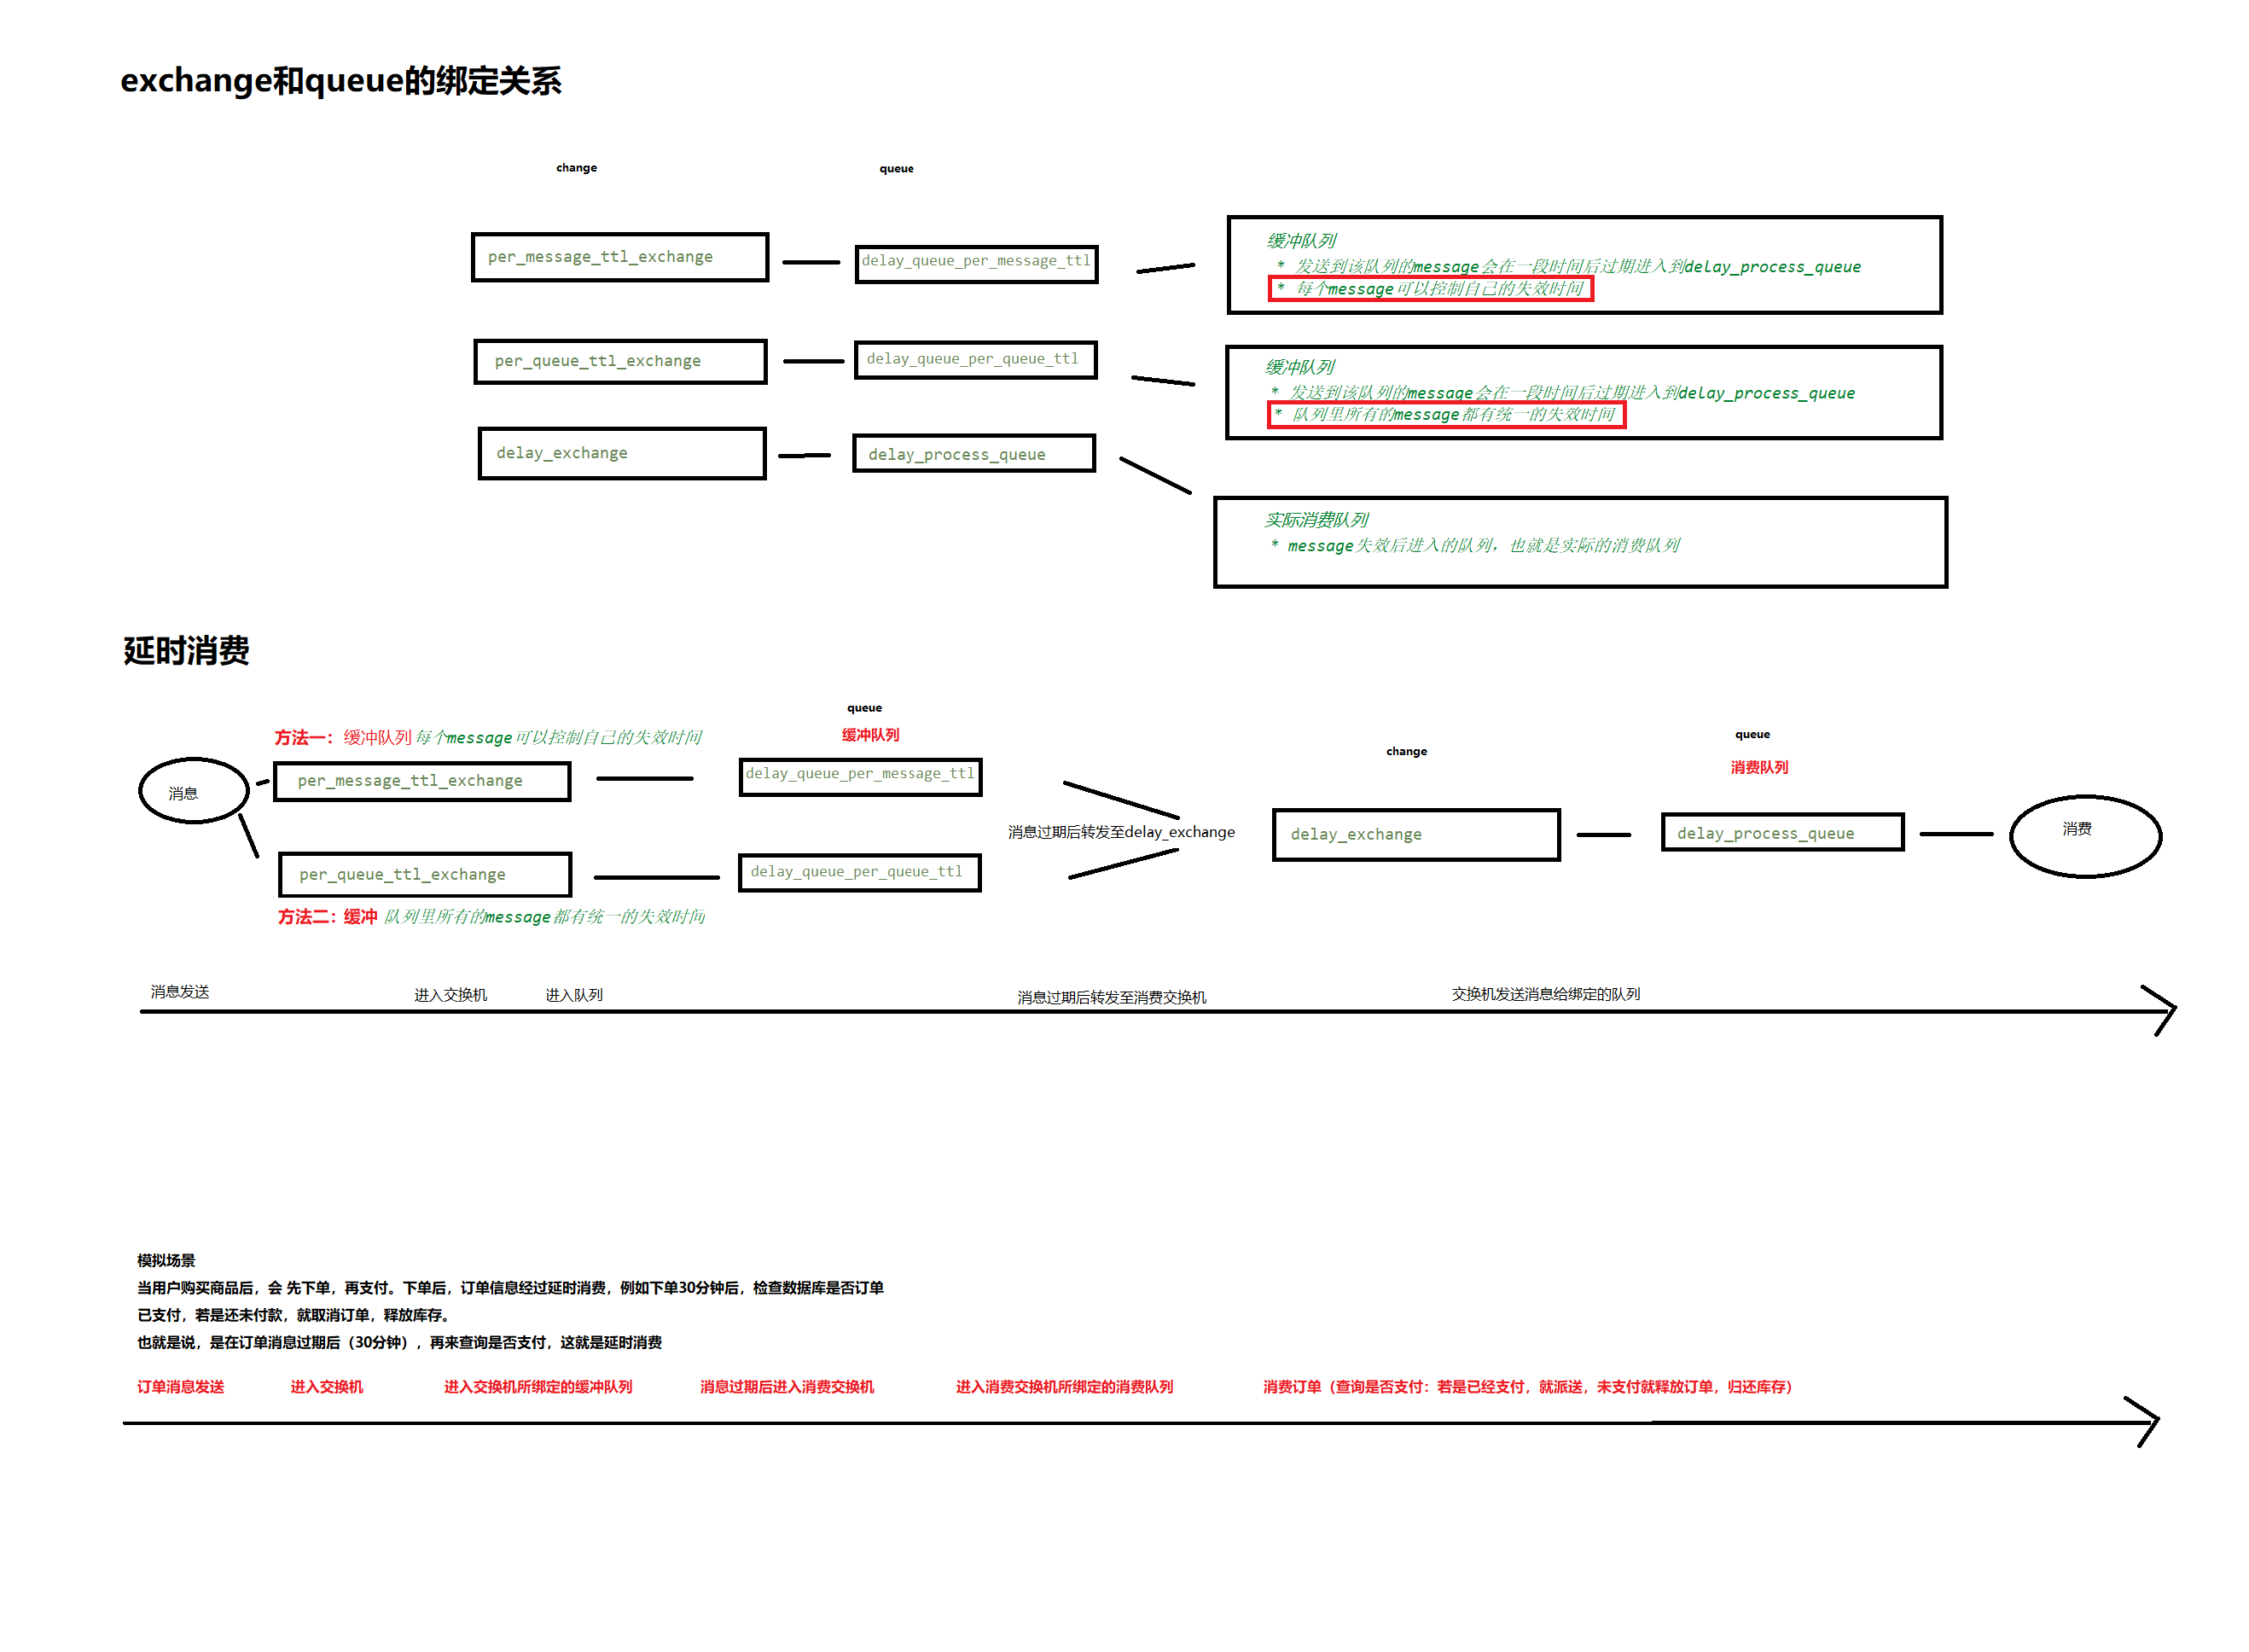 exchange和queue的绑定关系
change
queue
per_message_ttl_exchange
delay_queue_per_message_ttl
缓冲队列
* 发送到该队列的message会在一段时间后过期进入到delay_process_queue
* 每个message可以控制自己的失效时间
per_queue_ttl_exchange
delay_queue_per_queue_ttl
缓冲队列
* 发送到该队列的message会在一段时间后过期进入到delay_process_queue
* 队列里所有的message都有统一的失效时间
delay_exchange
delay_process_queue
实际消费队列
* message失效后进入的队列，也就是实际的消费队列
延时消费
queue
方法一：缓冲队列 每个message可以控制自己的失效时间
缓冲队列
change
queue
消费队列
消息
per_message_ttl_exchange
delay_queue_per_message_ttl
消息过期后转发至delay_exchange
delay_exchange
delay_process_queue
消费
per_queue_ttl_exchange
delay_queue_per_queue_ttl
方法二：缓冲 队列里所有的message都有统一的失效时间
消息发送
进入交换机
进入队列
消息过期后转发至消费交换机
交换机发送消息给绑定的队列
模拟场景
当用户购买商品后，会 先下单，再支付。下单后，订单信息经过延时消费，例如下单30分钟后，检查数据库是否订单
已支付，若是还未付款，就取消订单，释放库存。
也就是说，是在订单消息过期后（30分钟），再来查询是否支付，这就是延时消费
订单消息发送
进入交换机
进入交换机所绑定的缓冲队列
消息过期后进入消费交换机
进入消费交换机所绑定的消费队列
消费订单（查询是否支付：若是已经支付，就派送，未支付就释放订单，归还库存）